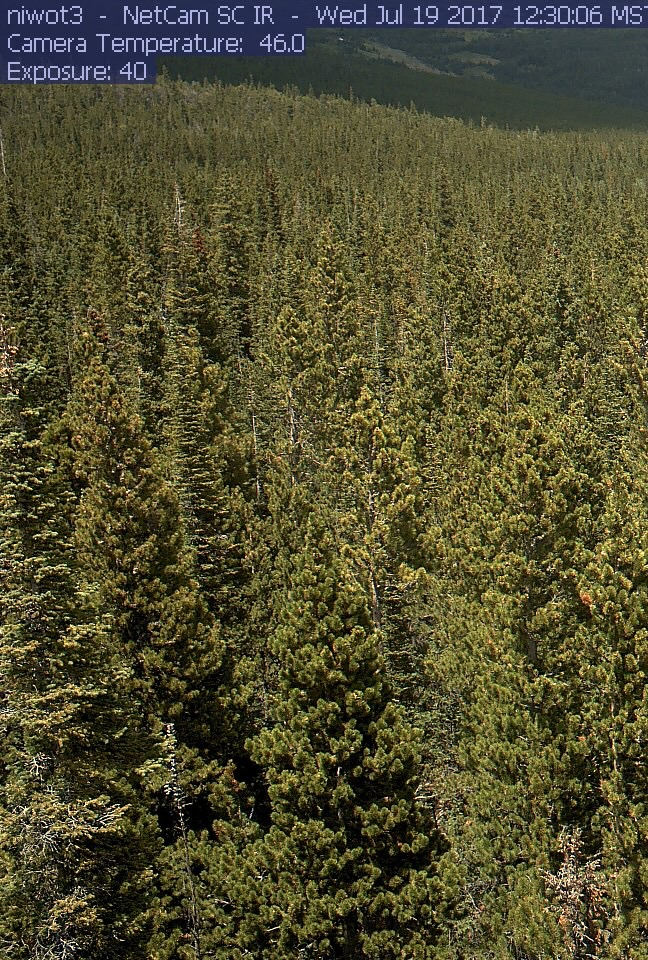 niwot3 - NetCam SC IR - Wed Jul 19 2017 12:30:06 MST
Camera Temperature: 46.0
Exposure: 40